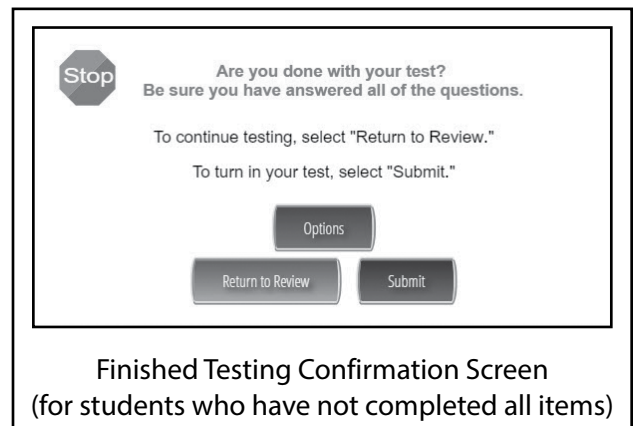 Stop
Are you done with your test?
Be sure you have answered all of the questions.
To continue testing, select "Return to Review."
To turn in your test, select "Submit."
Options
Return to Review
Submit
Finished Testing Confirmation Screen
(for students who have not completed all items)